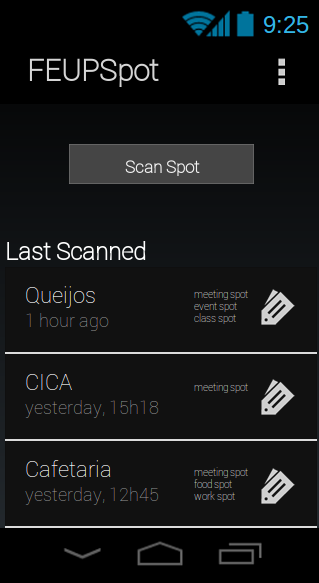 9:25
FEUPSpot
Scan Spot
Last Scanned
Queijos
1 hour ago
meeting spot
event spot
class spot
CICA
yesterday, 15h18
meeting spot
Cafetaria
yesterday, 12h45
meeting spot
food spot
work spot